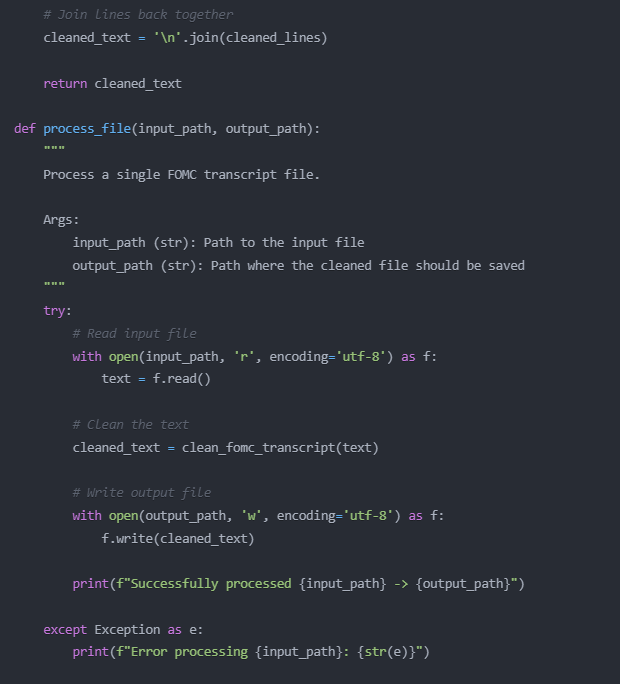 # Join lines back together
cleaned_text = '\n'.join(cleaned_lines)
return cleaned_text
def process_file(input_path, output_path):
"""
Process a single FOMC transcript file.
Args:
input_path (str): Path to the input file
output_path (str): Path where the cleaned file should be saved
"""
try:
# Read input file
with open(input_path, 'r', encoding='utf-8') as f:
text = f.read()
# Clean the text
cleaned_text = clean_fomc_transcript(text)
# Write output file
with open(output_path, 'w', encoding='utf-8') as f:
f.write(cleaned_text)
print(f"Successfully processed {input_path} -> {output_path}")
except Exception as e:
print(f"Error processing {input_path}: {str(e)}")